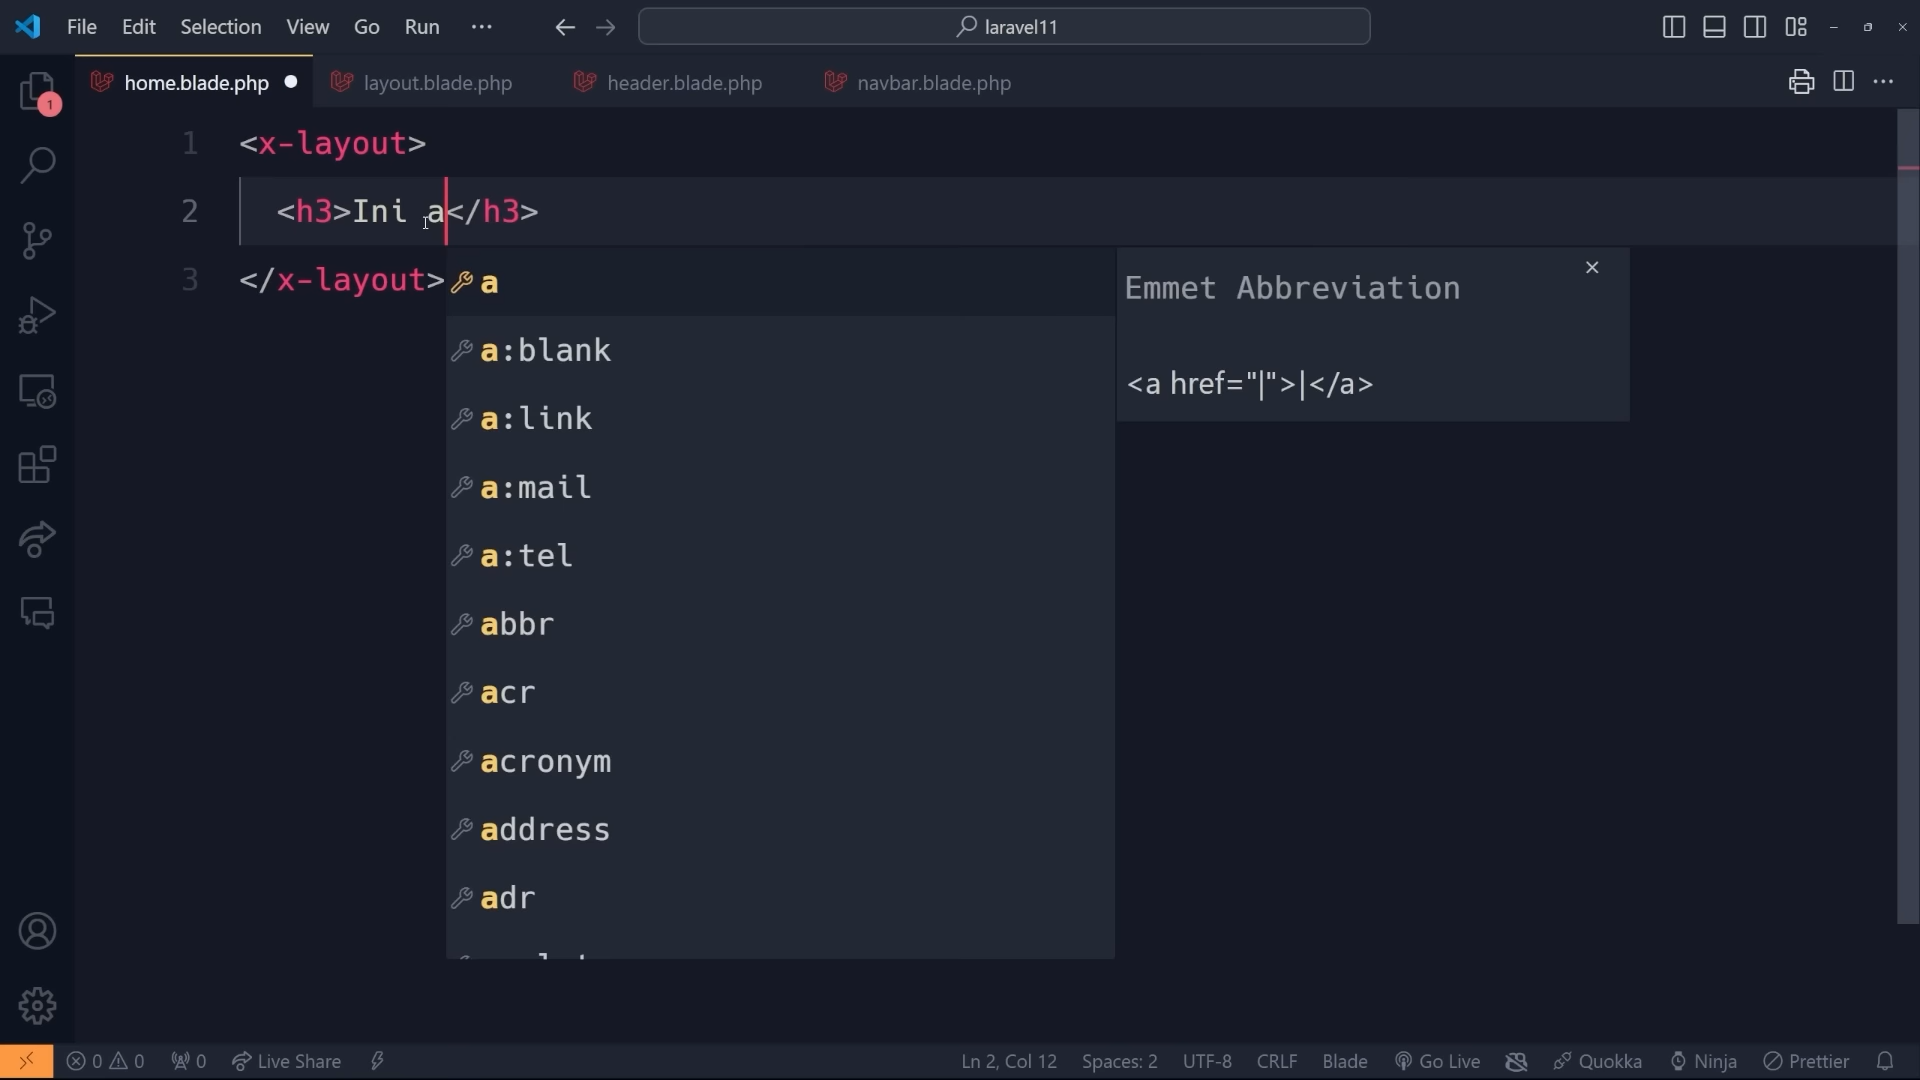 File Edit Selection View Go Run ··· laravel11
1
home.blade.php layout.blade.php header.blade.php navbar.blade.php
1 <x-layout>
2 <h3>Ini a</h3>
3 </x-layout>
a
a:blank
a:link
a:mail
a:tel
abbr
acr
acronym
address
adr
Emmet Abbreviation
<a href="|">|</a>
0 0 0 Live Share Ln 2, Col 12 Spaces: 2 UTF-8 CRLF Blade Go Live Quokka Ninja Prettier